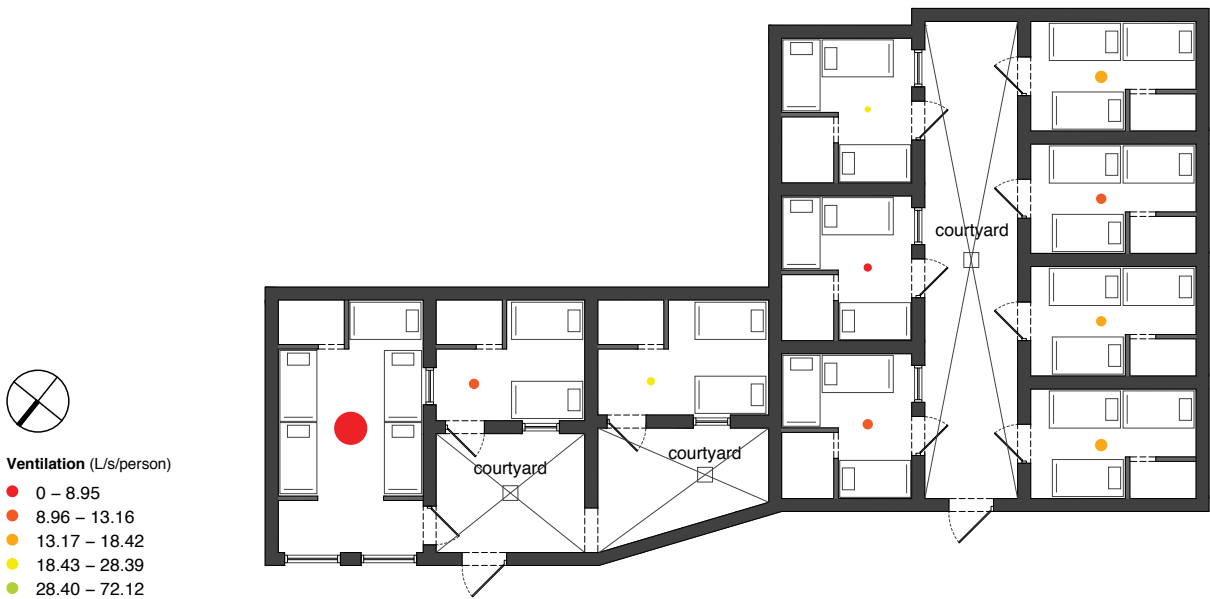 courtyard
courtyard
courtyard
Ventilation (L/s/person)
0 – 8.95
8.96 – 13.16
13.17 – 18.42
18.43 – 28.39
28.40 – 72.12